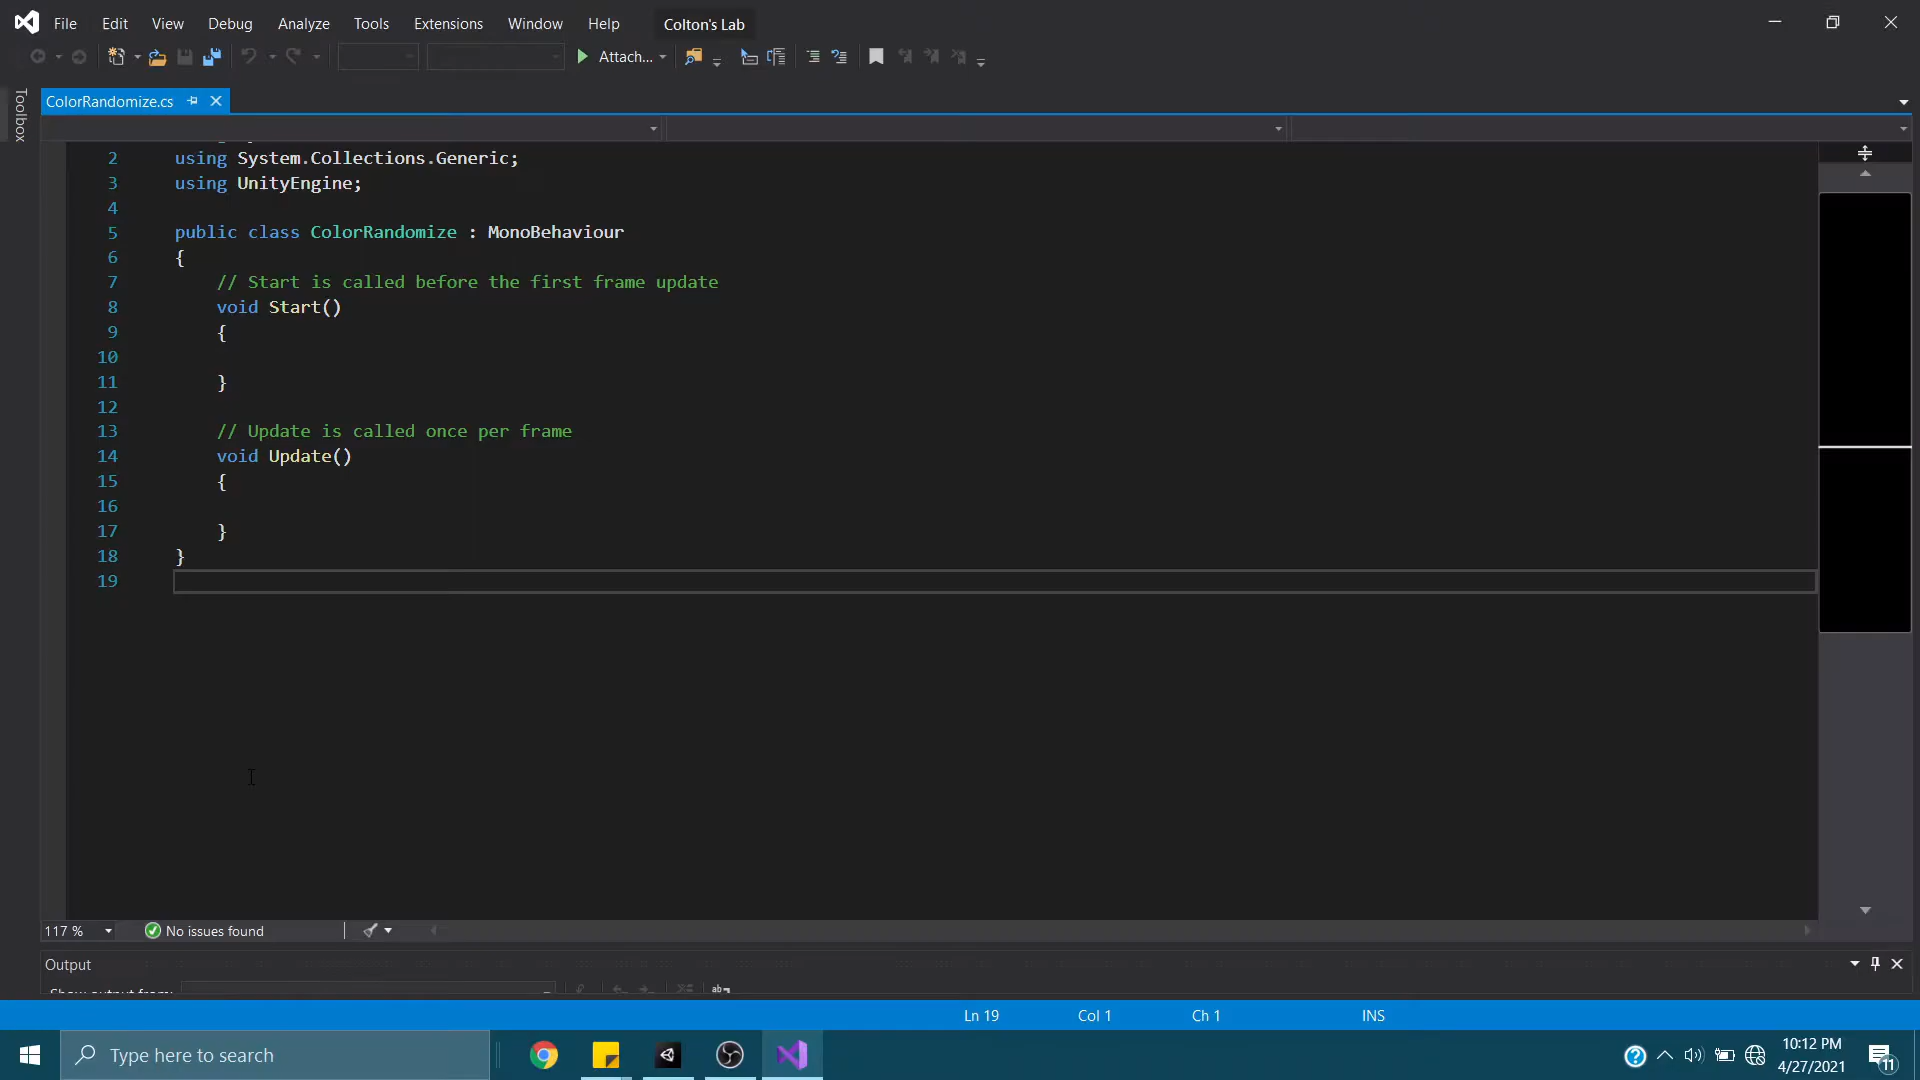 File Edit View Debug Analyze Tools Extensions Window Help Colton's Lab
Attach...
Toolbox
ColorRandomize.cs
2 using System.Collections.Generic;
3 using UnityEngine;
4
5 public class ColorRandomize : MonoBehaviour
6 {
7 // Start is called before the first frame update
8 void Start()
9 {
10
11 }
12
13 // Update is called once per frame
14 void Update()
15 {
16
17 }
18 }
19
117 % No issues found
Output
Show output from:
Ln 19 Col 1 Ch 1 INS
Type here to search
10:12 PM
4/27/2021
11